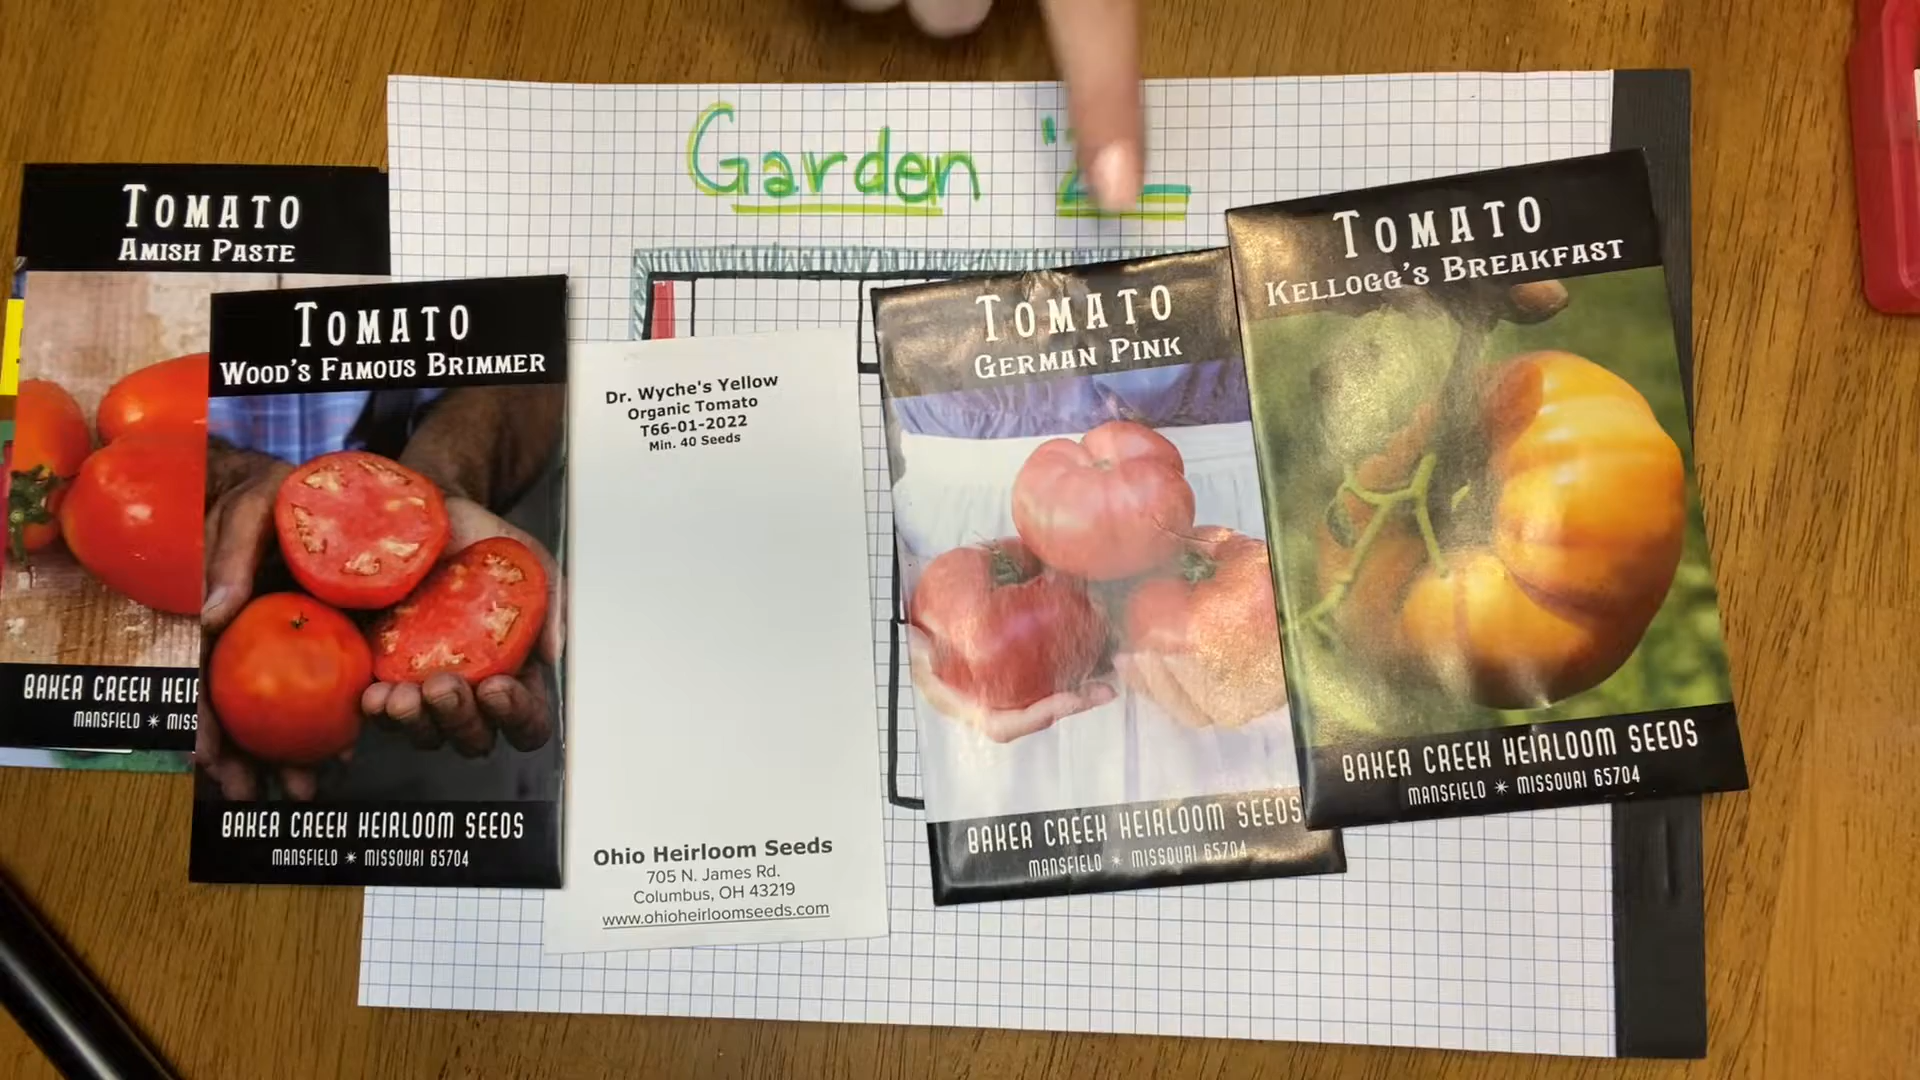 Garden
TOMATO
AMISH PASTE
BAKER CREEK
MANSFIELD
TOMATO
WOOD'S FAMOUS BRIMMER
BAKER CREEK HEIRLOOM SEEDS
MANSFIELD * MISSOURI 65704
Dr. Wyche's Yellow
Organic Tomato
T66-01-2022
Min. 40 Seeds
Ohio Heirloom Seeds
705 N. James Rd.
Columbus, OH 43219
www.ohioheirloomseeds.com
TOMATO
GERMAN PINK
BAKER CREEK HEIRLOOM SEEDS
MANSFIELD * MISSOURI 65704
TOMATO
KELLOGG'S BREAKFAST
BAKER CREEK HEIRLOOM SEEDS
MANSFIELD * MISSOURI 65704